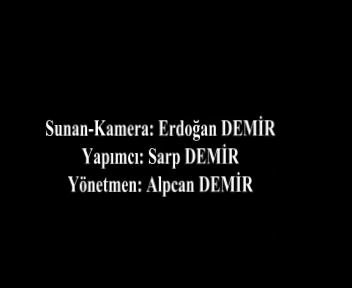 Sunan-Kamera: Erdoğan DEMİR
Yapımcı: Sarp DEMİR
Yönetmen: Alpcan DEMİR